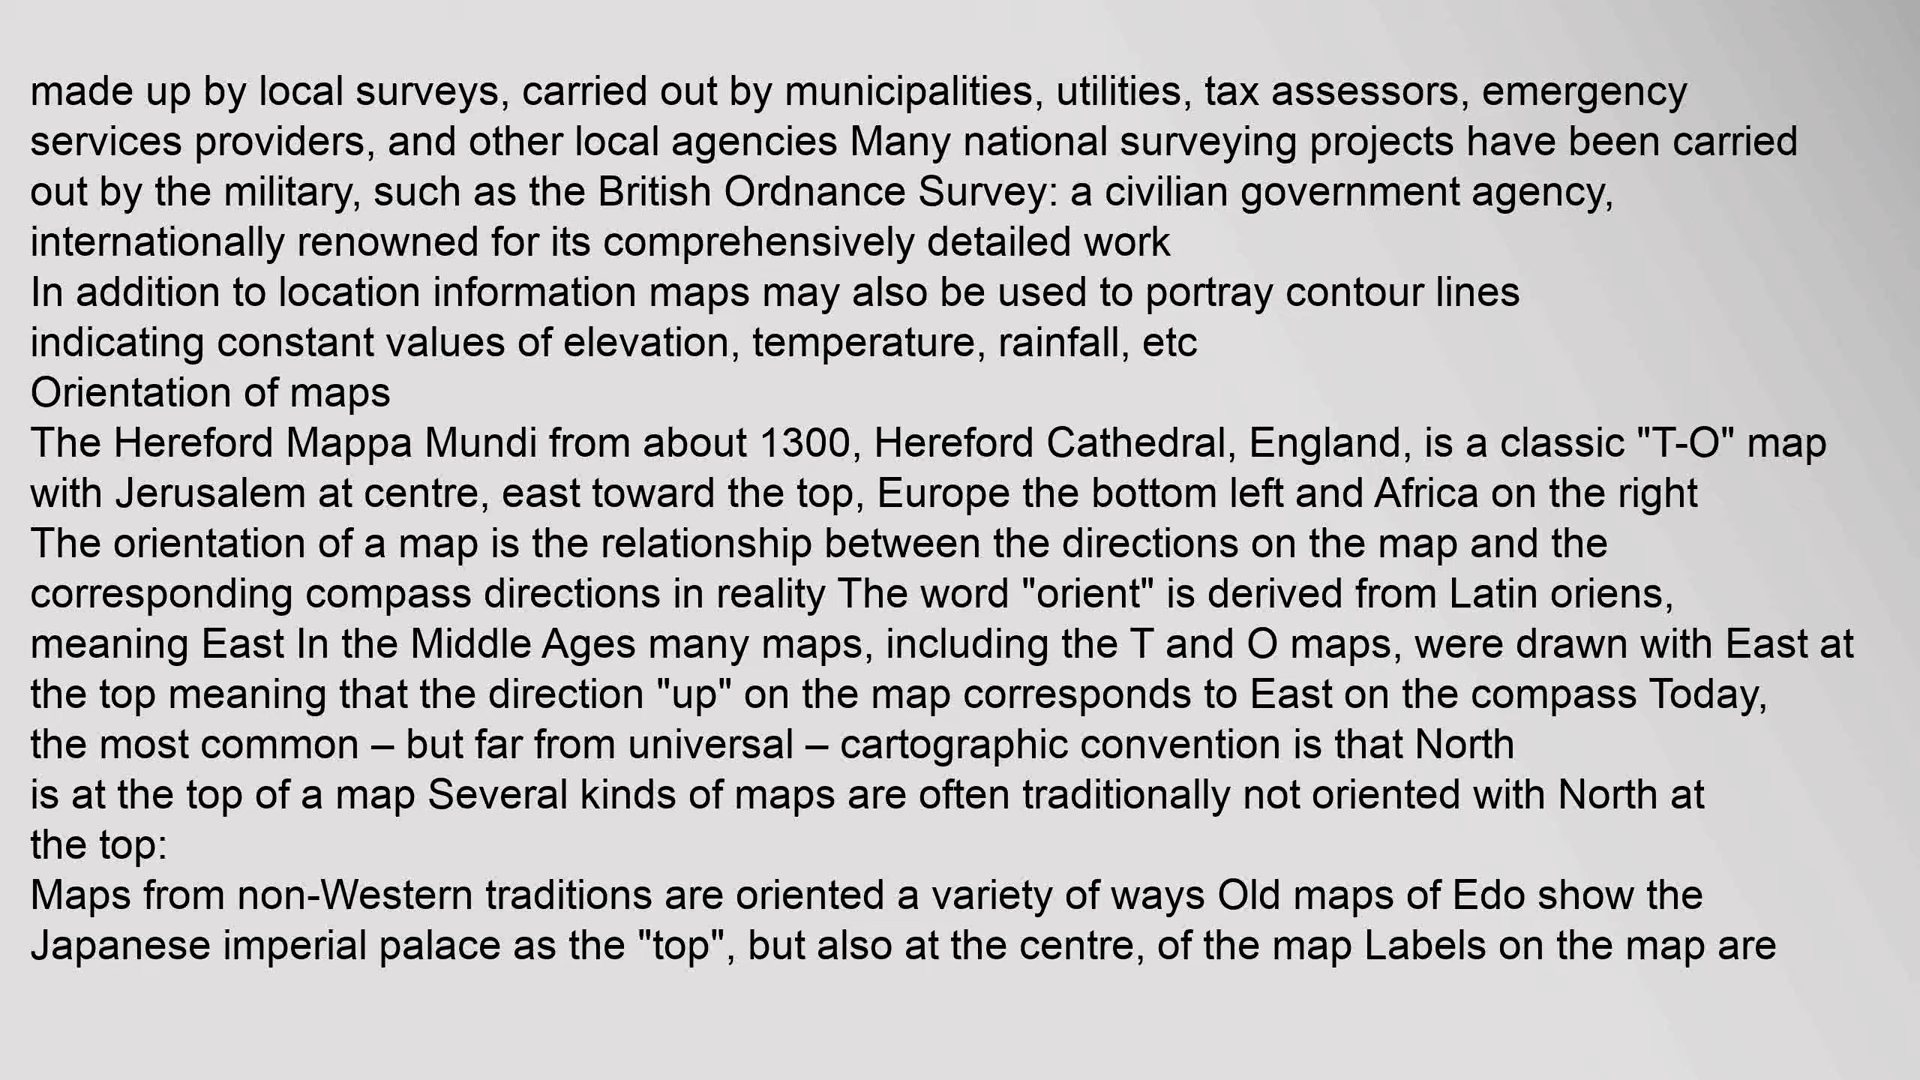 made up by local surveys, carried out by municipalities, utilities, tax assessors, emergency
services providers, and other local agencies Many national surveying projects have been carried
out by the military, such as the British Ordnance Survey: a civilian government agency,
internationally renowned for its comprehensively detailed work
In addition to location information maps may also be used to portray contour lines
indicating constant values of elevation, temperature, rainfall, etc
Orientation of maps
The Hereford Mappa Mundi from about 1300, Hereford Cathedral, England, is a classic "T-O" map
with Jerusalem at centre, east toward the top, Europe the bottom left and Africa on the right
The orientation of a map is the relationship between the directions on the map and the
corresponding compass directions in reality The word "orient" is derived from Latin oriens,
meaning East In the Middle Ages many maps, including the T and O maps, were drawn with East at
the top meaning that the direction "up" on the map corresponds to East on the compass Today,
the most common – but far from universal – cartographic convention is that North
is at the top of a map Several kinds of maps are often traditionally not oriented with North at
the top:
Maps from non-Western traditions are oriented a variety of ways Old maps of Edo show the
Japanese imperial palace as the "top", but also at the centre, of the map Labels on the map are